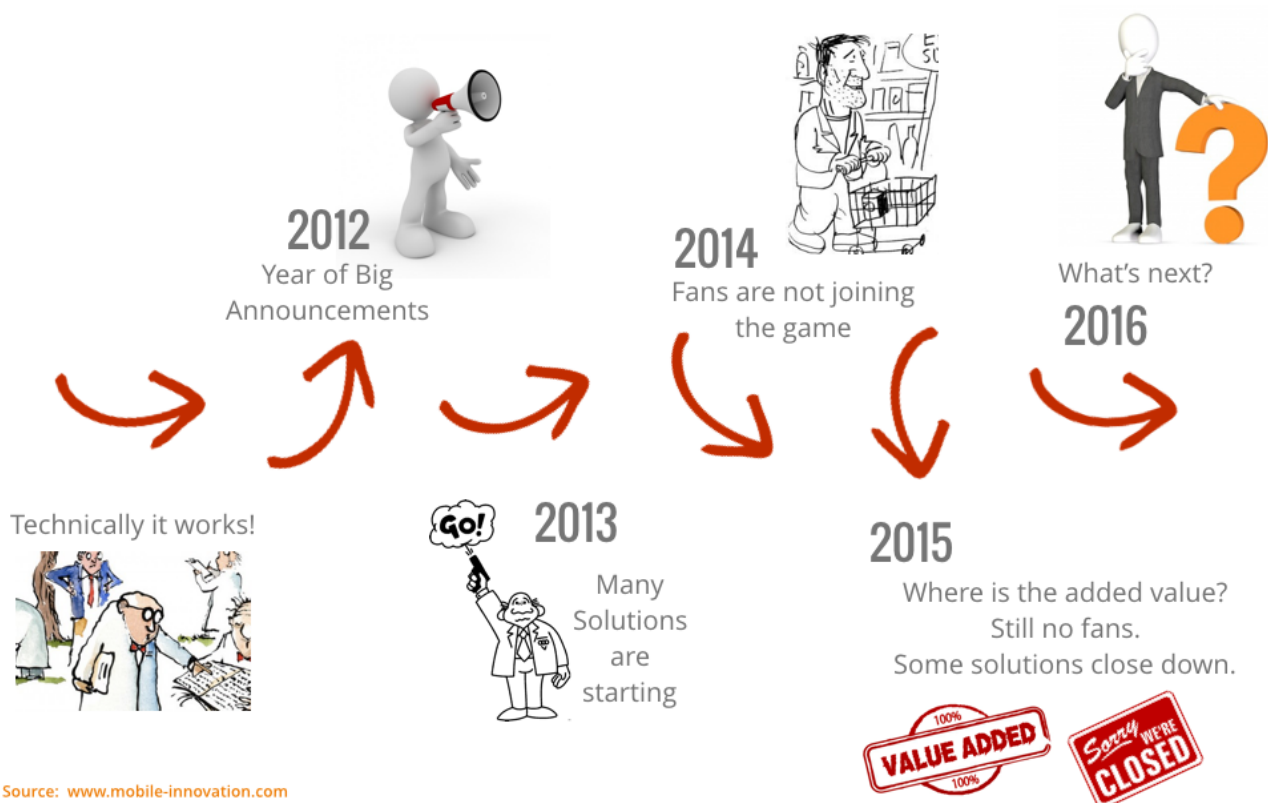 2012
Year of Big
Announcements
2014
Fans are not joining
the game
What's next?
2016
Technically it works!
GO!
2013
Many
Solutions
are
starting
2015
Where is the added value?
Still no fans.
Some solutions close down.
100%
VALUE ADDED
100%
Sorry
WE'RE
CLOSED
Source: www.mobile-innovation.com